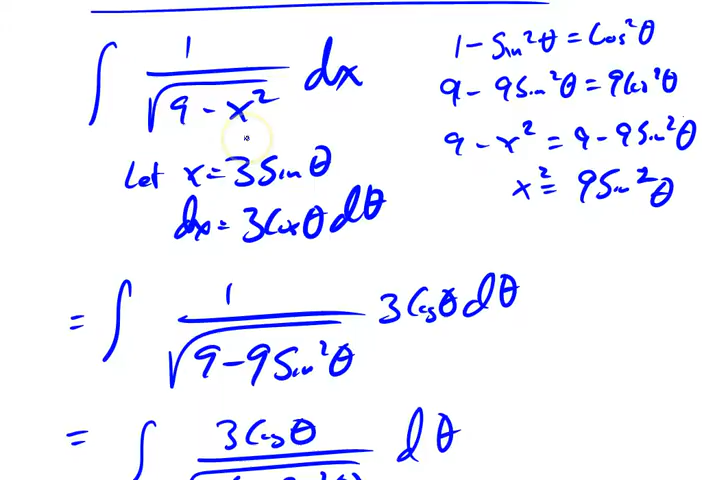 ∫ 1/√(9 - x²) dx
1 - Sin²θ = Cos²θ
9 - 9Sin²θ = 9Cos²θ
9 - x² = 9 - 9Sin²θ
x² = 9Sin²θ
Let x = 3Sinθ
dx = 3Cosθ dθ
= ∫ 1/√(9 - 9Sin²θ) 3Cosθ dθ
= ∫ 3Cosθ/√ dθ